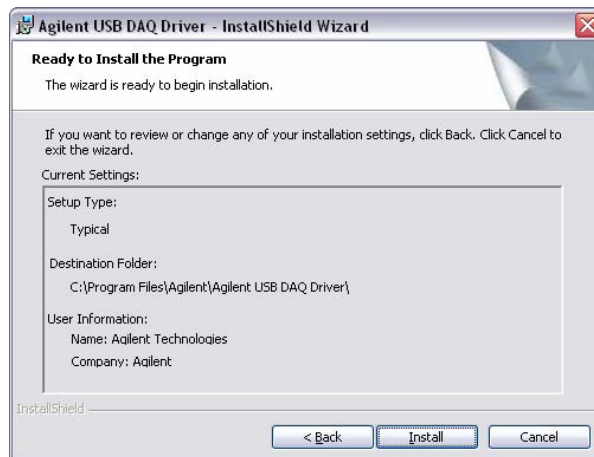 Agilent USB DAQ Driver - InstallShield Wizard
Ready to Install the Program
The wizard is ready to begin installation.
If you want to review or change any of your installation settings, click Back. Click Cancel to
exit the wizard.
Current Settings:
Setup Type:
Typical
Destination Folder:
C:\Program Files\Agilent\Agilent USB DAQ Driver\
User Information:
Name: Agilent Technologies
Company: Agilent
InstallShield
< Back
Install
Cancel